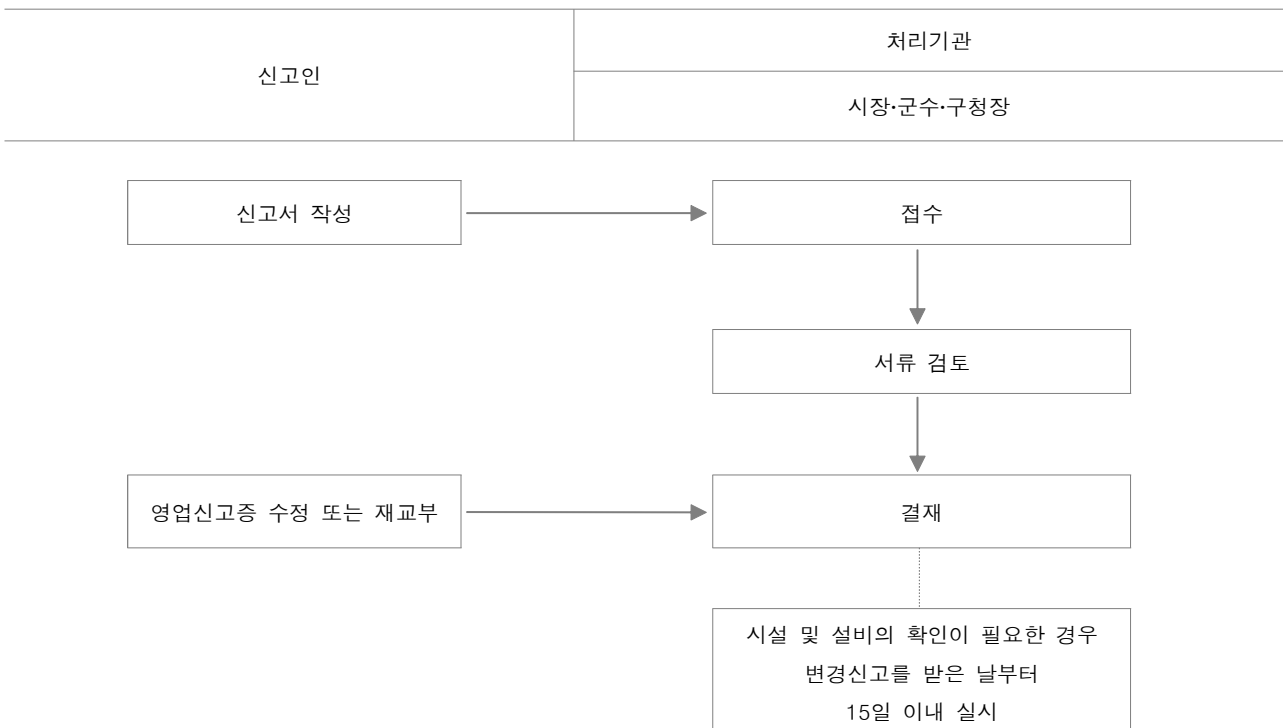 신고인
처리기관
시장·군수·구청장
신고서 작성
접수
서류 검토
영업신고증 수정 또는 재교부
결재
시설 및 설비의 확인이 필요한 경우
변경신고를 받은 날부터
15일 이내 실시